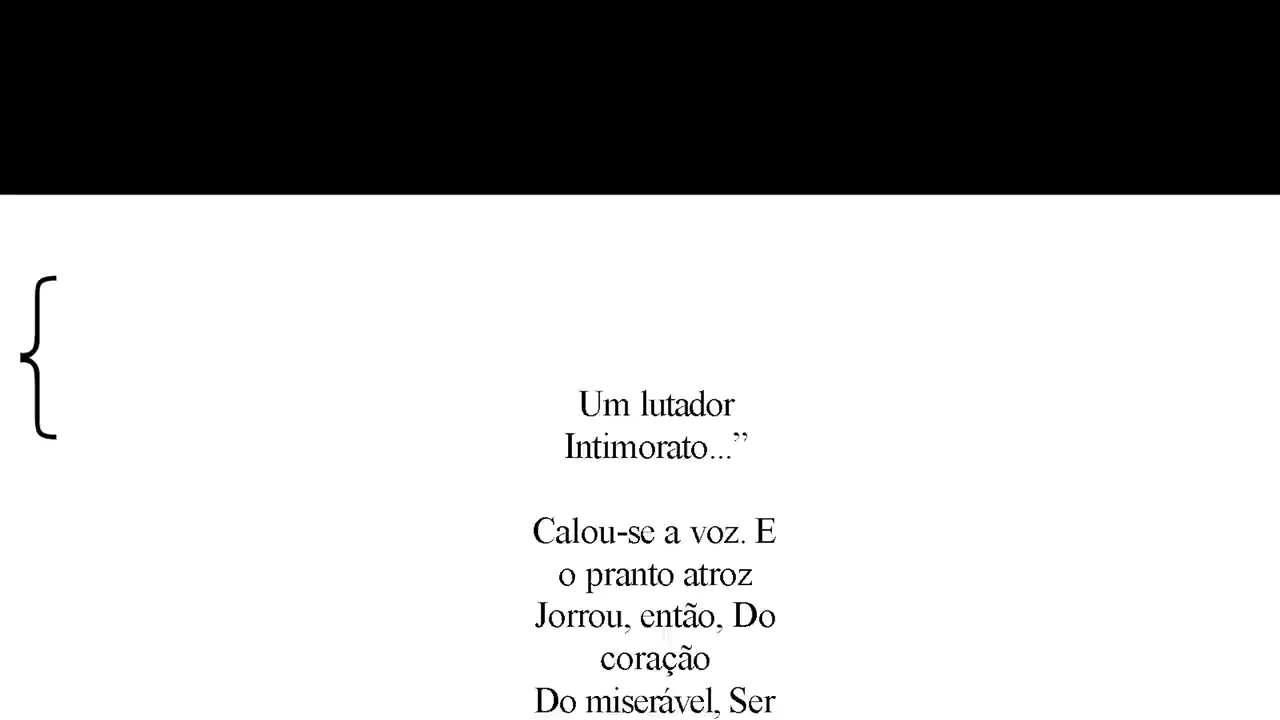 Um lutador
Intimorato...”
Calou-se a voz. E
o pranto atroz
Jorrou, então, Do
coração
Do miserável, Ser